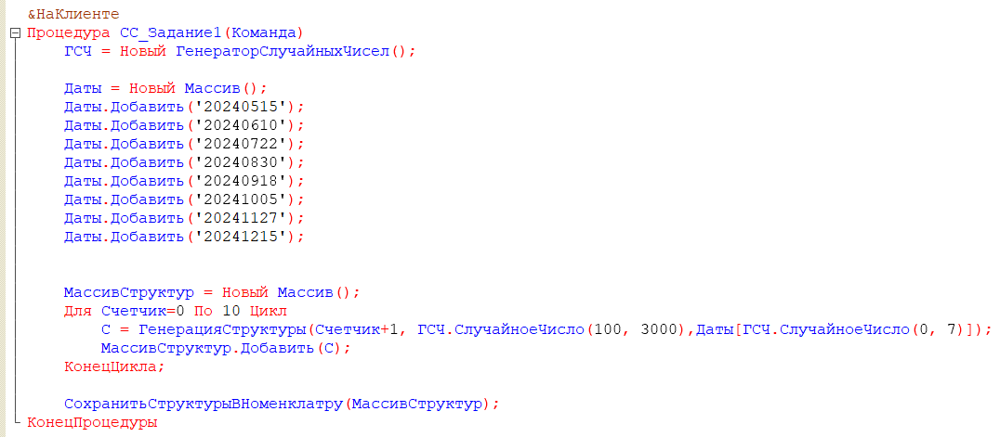 &НаКлиенте
Процедура СС_Задание1(Команда)
ГСЧ = Новый ГенераторСлучайныхЧисел();
Даты = Новый Массив();
Даты.Добавить('20240515');
Даты.Добавить('20240610');
Даты.Добавить('20240722');
Даты.Добавить('20240830');
Даты.Добавить('20240918');
Даты.Добавить('20241005');
Даты.Добавить('20241127');
Даты.Добавить('20241215');
МассивСтруктур = Новый Массив();
Для Счетчик=0 По 10 Цикл
С = ГенерацияСтруктуры(Счетчик+1, ГСЧ.СлучайноеЧисло(100, 3000),Даты[ГСЧ.СлучайноеЧисло(0, 7)]);
МассивСтруктур.Добавить(С);
КонецЦикла;
СохранитьСтруктурыВНоменклатру(МассивСтруктур);
КонецПроцедуры